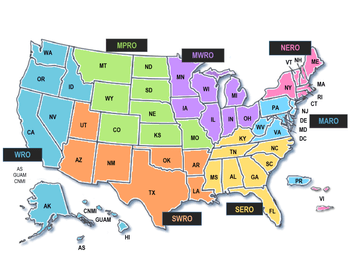 MPRO
MWRO
NERO
WA
MT
ND
MN
VT
NH
ME
OR
ID
SD
WI
MI
NY
MA
WY
RI
CT
NE
IA
PA
NJ
NV
IL
IN
OH
DE
MARO
MD
CA
UT
CO
KS
MO
WV
VA
DC
KY
WRO
AS
GUAM
CNMI
AZ
NM
OK
AR
TN
NC
SC
MS
AL
GA
TX
LA
PR
AK
CNMI
GUAM
SWRO
SERO
FL
VI
HI
AS